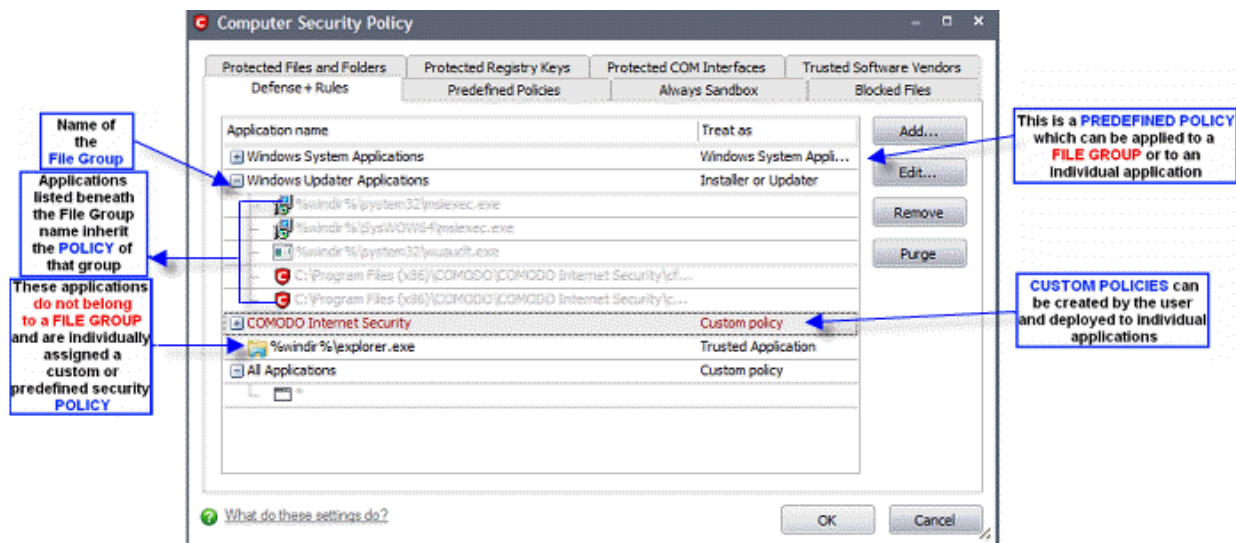 Computer Security Policy
Protected Files and Folders
Protected Registry Keys
Protected COM Interfaces
Trusted Software Vendors
Defense+ Rules
Predefined Policies
Always Sandbox
Blocked Files
Application name
Treat as
Windows System Applications
Windows System Appli...
Windows Updater Applications
Installer or Updater
%windir%\system32\msiexec.exe
%windir%\SysWOW64\msiexec.exe
%windir%\system32\wuauclt.exe
C:\Program Files (x86)\COMODO\COMODO Internet Security\cf...
C:\Program Files (x86)\COMODO\COMODO Internet Security\c...
COMODO Internet Security
Custom policy
%windir%\explorer.exe
Trusted Application
All Applications
Custom policy
*
Add...
Edit...
Remove
Purge
What do these settings do?
OK
Cancel
Name of
the
File Group
Applications
listed beneath
the File Group
name inherit
the POLICY of
that group
These applications
do not belong
to a FILE GROUP
and are individually
assigned a
custom or
predefined security
POLICY
This is a PREDEFINED POLICY
which can be applied to a
FILE GROUP or to an
individual application
CUSTOM POLICIES can
be created by the user
and deployed to individual
applications